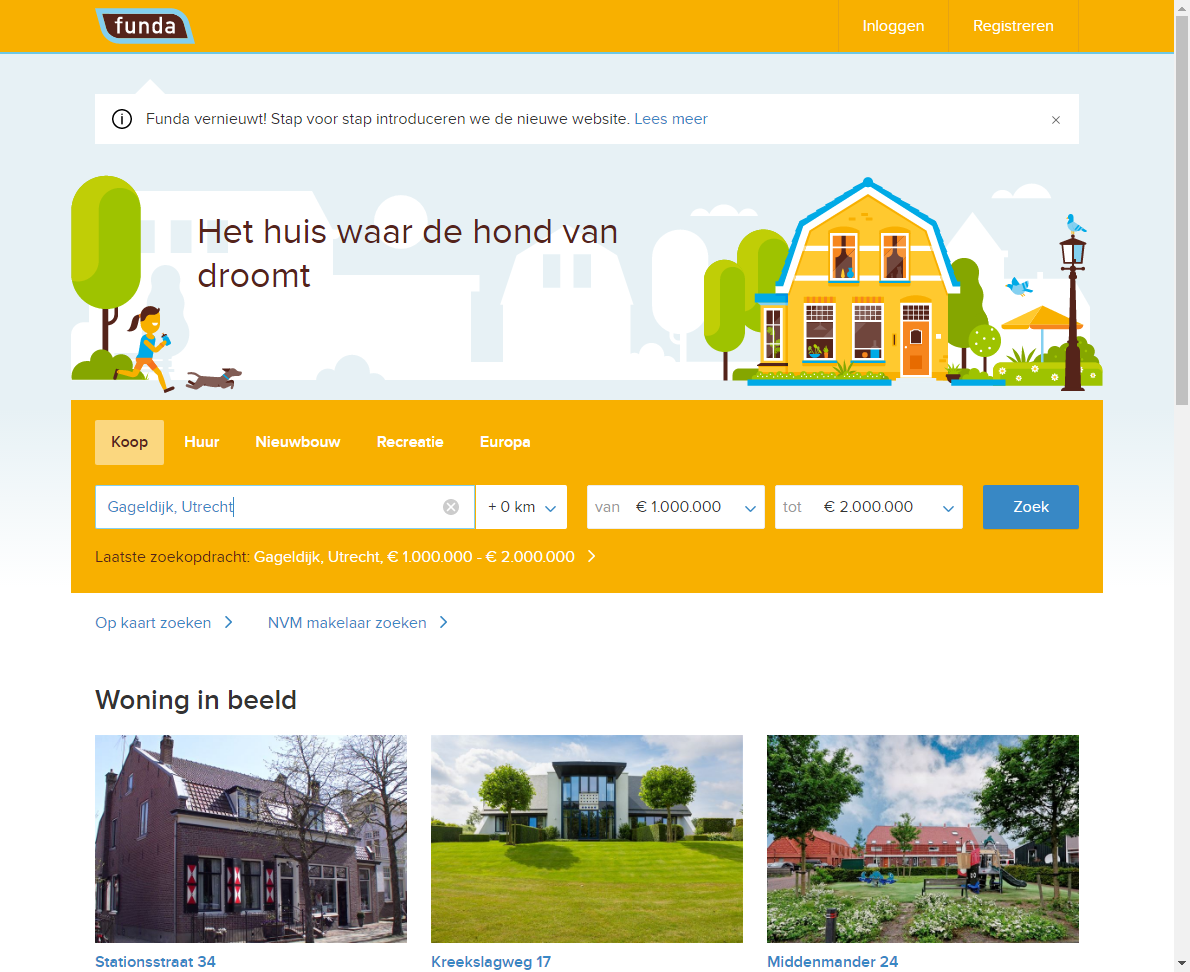 funda
Inloggen
Registreren
Funda vernieuwt! Stap voor stap introduceren we de nieuwe website. Lees meer
Het huis waar de hond van
droomt
Koop
Huur
Nieuwbouw
Recreatie
Europa
Gageldijk, Utrecht
+ 0 km
van € 1.000.000
tot € 2.000.000
Zoek
Laatste zoekopdracht: Gageldijk, Utrecht, € 1.000.000 - € 2.000.000
Op kaart zoeken
NVM makelaar zoeken
Woning in beeld
Stationsstraat 34
Kreekslagweg 17
Middenmander 24